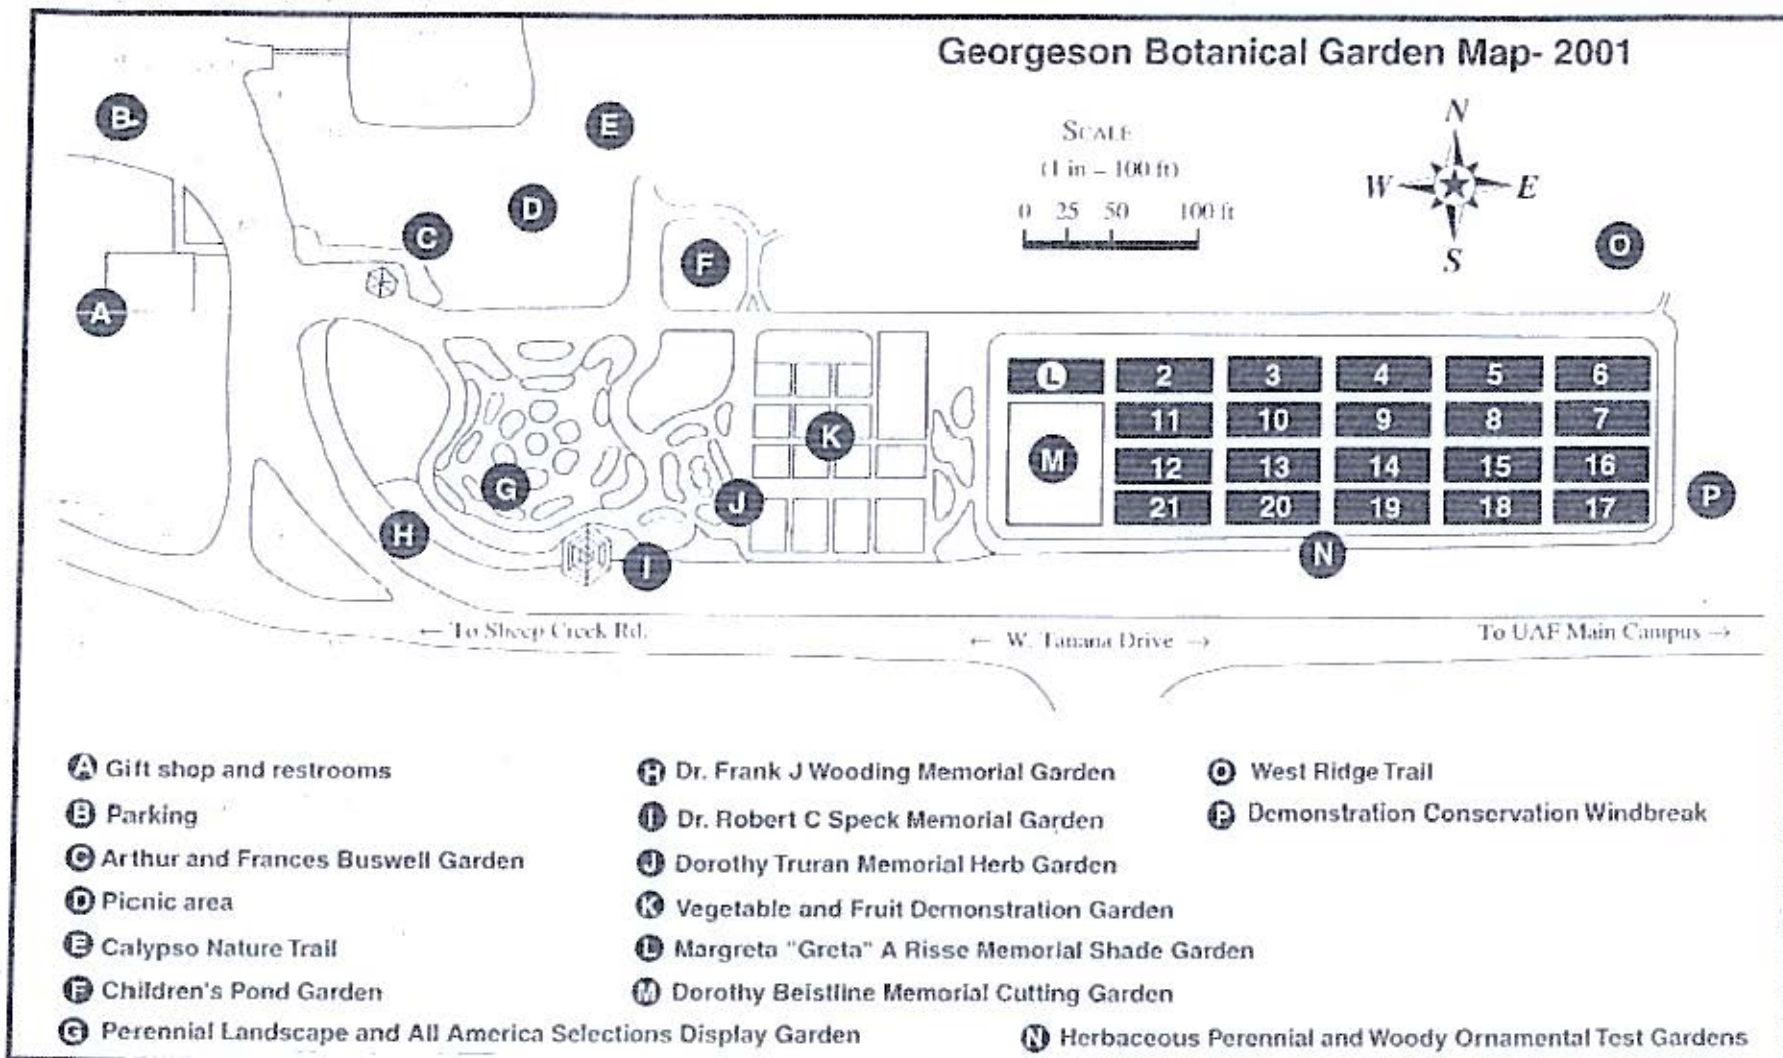 Georgeson Botanical Garden Map- 2001
SCALE
(1 in – 100 ft)
0 25 50 100 ft
N
W E
S
A
B
C
D
E
F
G
H
I
J
K
L 2 3 4 5 6
M 11 10 9 8 7
12 13 14 15 16
21 20 19 18 17
N
O
P
← To Sheep Creek Rd.
← W. Tanana Drive →
To UAF Main Campus →
A Gift shop and restrooms
B Parking
C Arthur and Frances Buswell Garden
D Picnic area
E Calypso Nature Trail
F Children's Pond Garden
G Perennial Landscape and All America Selections Display Garden
H Dr. Frank J Wooding Memorial Garden
I Dr. Robert C Speck Memorial Garden
J Dorothy Truran Memorial Herb Garden
K Vegetable and Fruit Demonstration Garden
L Margreta "Greta" A Risse Memorial Shade Garden
M Dorothy Beistline Memorial Cutting Garden
N Herbaceous Perennial and Woody Ornamental Test Gardens
O West Ridge Trail
P Demonstration Conservation Windbreak